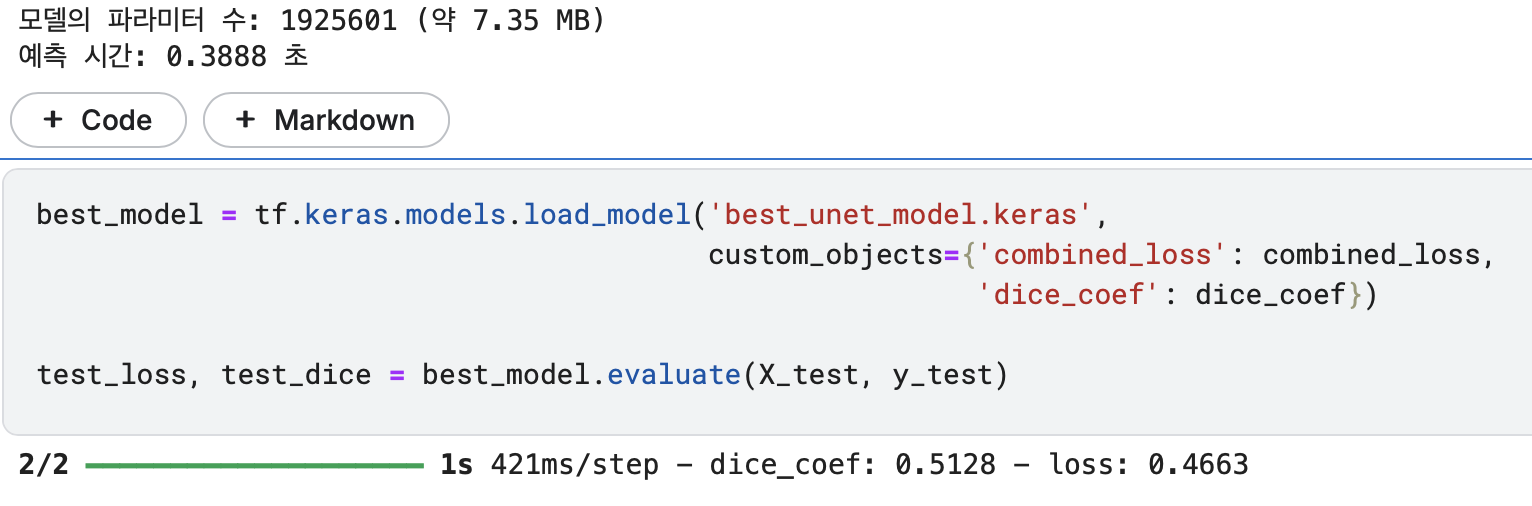 모델의 파라미터 수: 1925601 (약 7.35 MB)
예측 시간: 0.3888 초
+ Code + Markdown
best_model = tf.keras.models.load_model('best_unet_model.keras',
custom_objects={'combined_loss': combined_loss,
'dice_coef': dice_coef})
test_loss, test_dice = best_model.evaluate(X_test, y_test)
2/2 1s 421ms/step - dice_coef: 0.5128 - loss: 0.4663